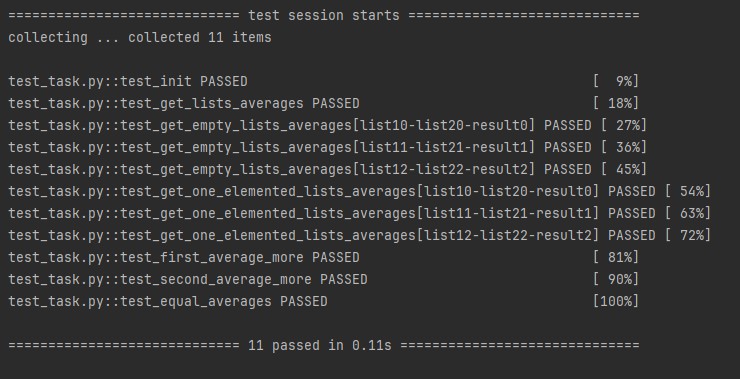 ============================= test session starts =============================
collecting ... collected 11 items
test_task.py::test_init PASSED [  9%]
test_task.py::test_get_lists_averages PASSED [ 18%]
test_task.py::test_get_empty_lists_averages[list10-list20-result0] PASSED [ 27%]
test_task.py::test_get_empty_lists_averages[list11-list21-result1] PASSED [ 36%]
test_task.py::test_get_empty_lists_averages[list12-list22-result2] PASSED [ 45%]
test_task.py::test_get_one_elemented_lists_averages[list10-list20-result0] PASSED [ 54%]
test_task.py::test_get_one_elemented_lists_averages[list11-list21-result1] PASSED [ 63%]
test_task.py::test_get_one_elemented_lists_averages[list12-list22-result2] PASSED [ 72%]
test_task.py::test_first_average_more PASSED [ 81%]
test_task.py::test_second_average_more PASSED [ 90%]
test_task.py::test_equal_averages PASSED [100%]
============================= 11 passed in 0.11s ==============================